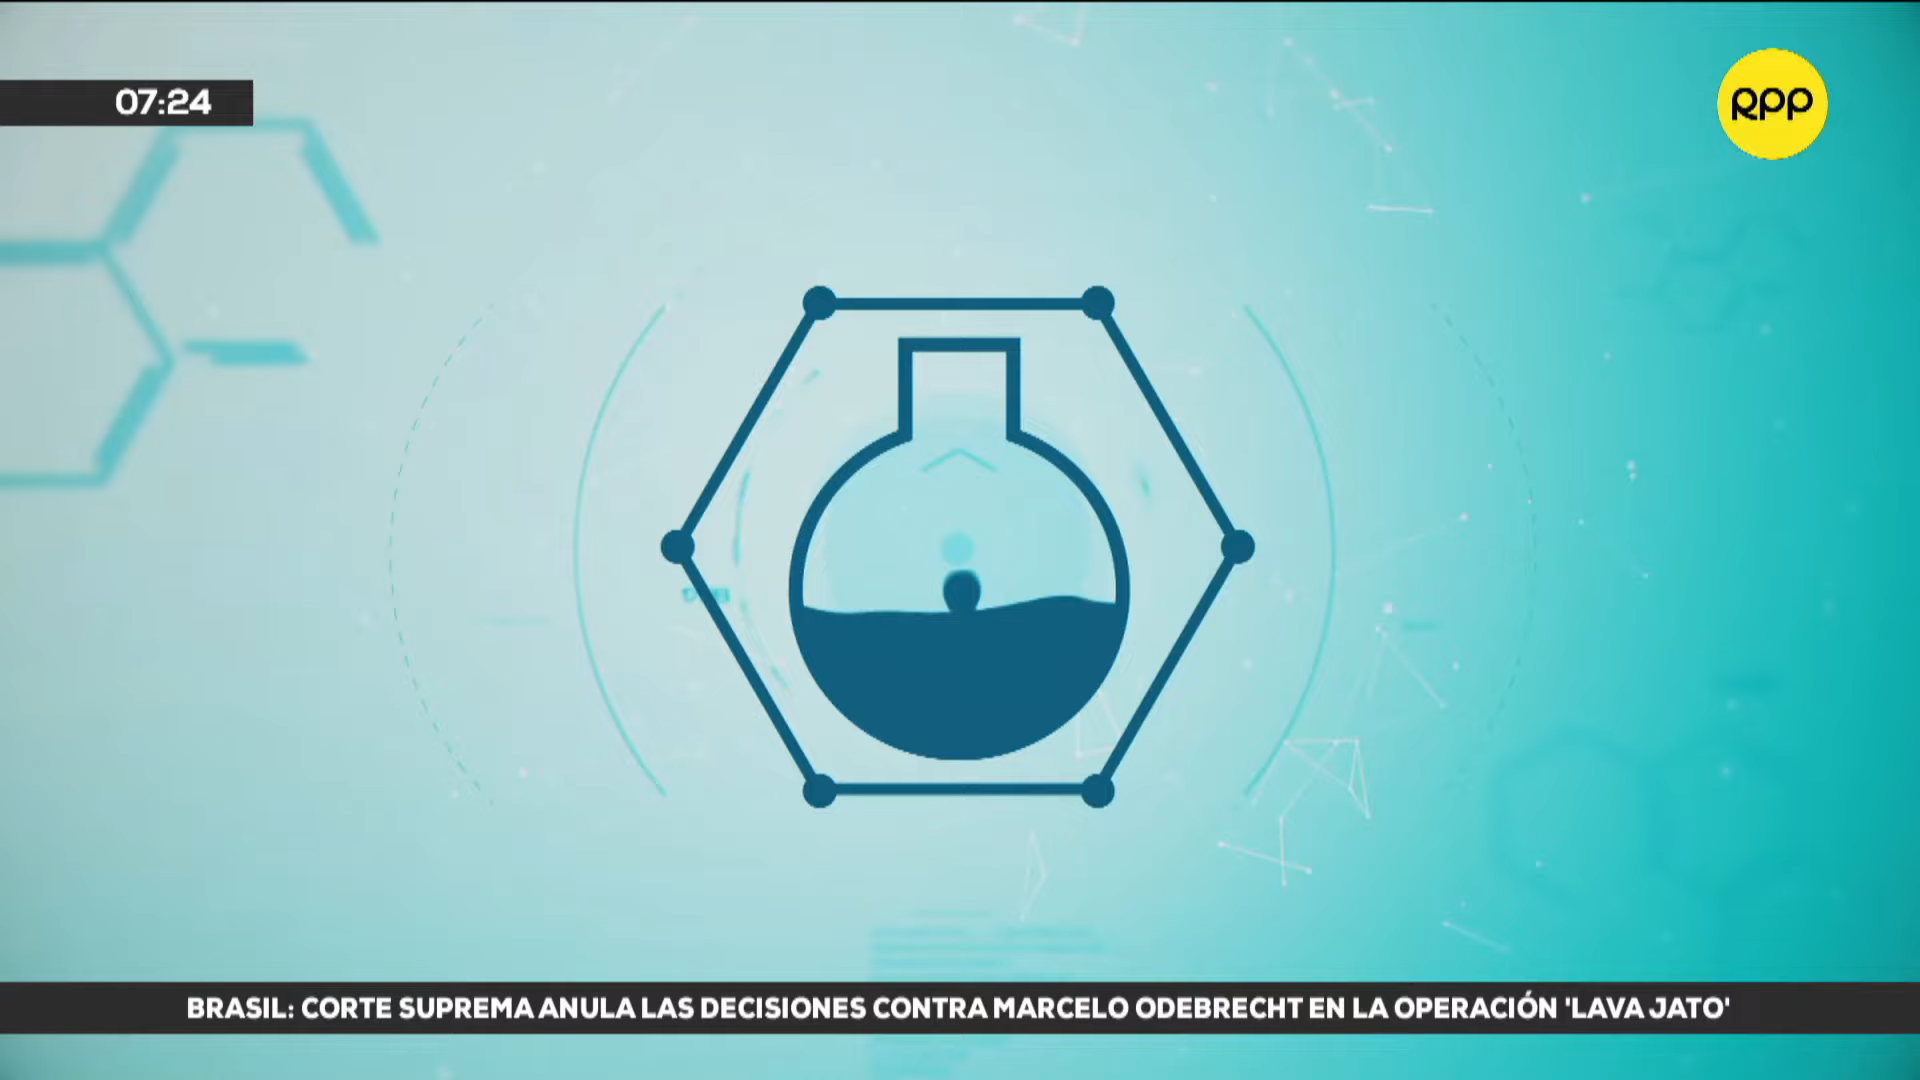 07:24
RPP
BRASIL: CORTE SUPREMA ANULA LAS DECISIONES CONTRA MARCELO ODEBRECHT EN LA OPERACIÓN 'LAVA JATO'